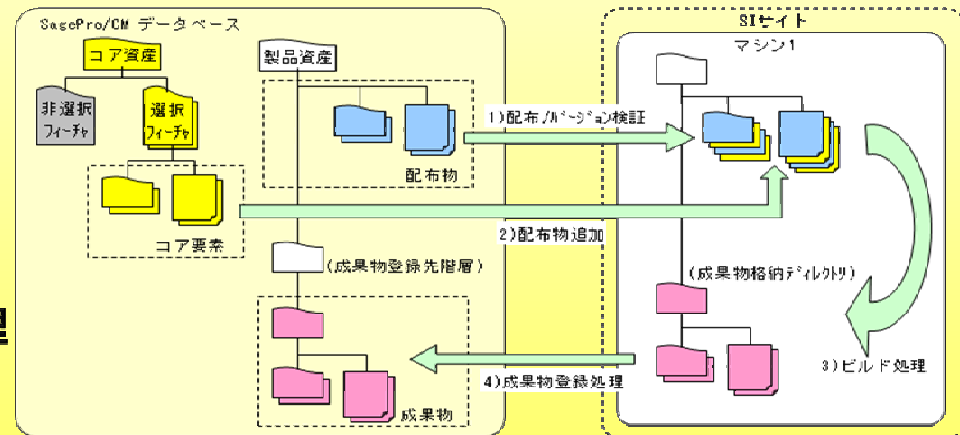 SagePro/CM データベース
コア資産
非選択
フィーチャ
選択
フィーチャ
コア要素
製品資産
配布物
(成果物登録先階層)
成果物
1)配布/バージョン検証
2)配布物追加
4)成果物登録処理
SIサイト
マシン1
(成果物格納ディレクトリ)
3)ビルド処理